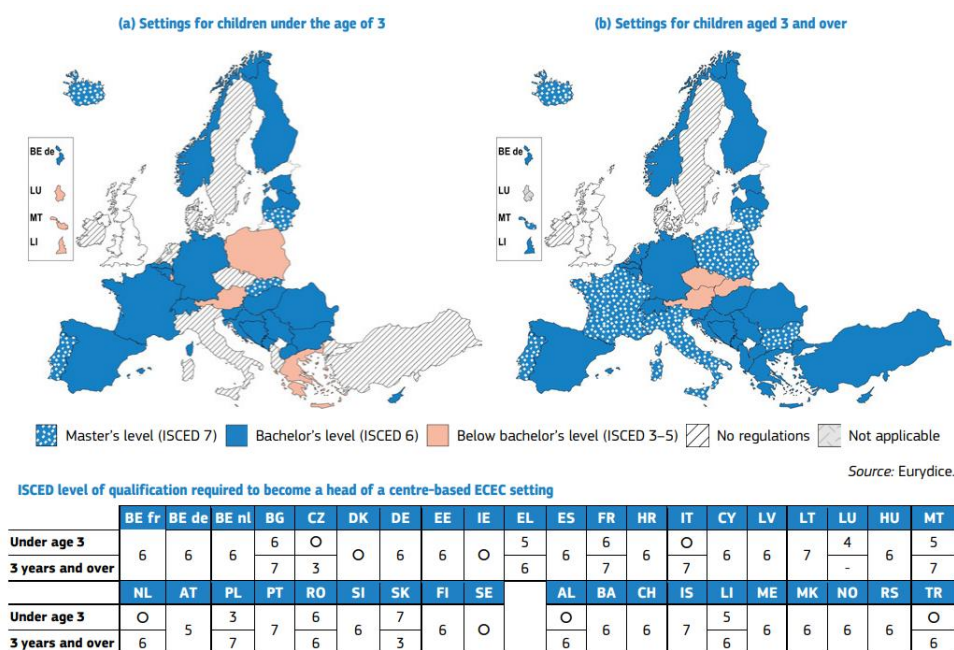 (a) Settings for children under the age of 3
(b) Settings for children aged 3 and over
BE de
LU
MT
LI
BE de
LU
MT
LI
Master's level (ISCED 7) Bachelor's level (ISCED 6) Below bachelor's level (ISCED 3–5) No regulations Not applicable
Source: Eurydice.
ISCED level of qualification required to become a head of a centre-based ECEC setting
BE fr BE de BE nl BG CZ DK DE EE IE EL ES FR HR IT CY LV LT LU HU MT
Under age 3 6 6 6 6 O O 6 6 O 5 6 6 6 O 6 6 7 4 6 5
3 years and over 7 3 6 7 7 - 7
NL AT PL PT RO SI SK FI SE AL BA CH IS LI ME MK NO RS TR
Under age 3 O 5 3 7 6 6 7 6 O O 6 6 7 5 6 6 6 6 O
3 years and over 6 7 6 3 6 6 6